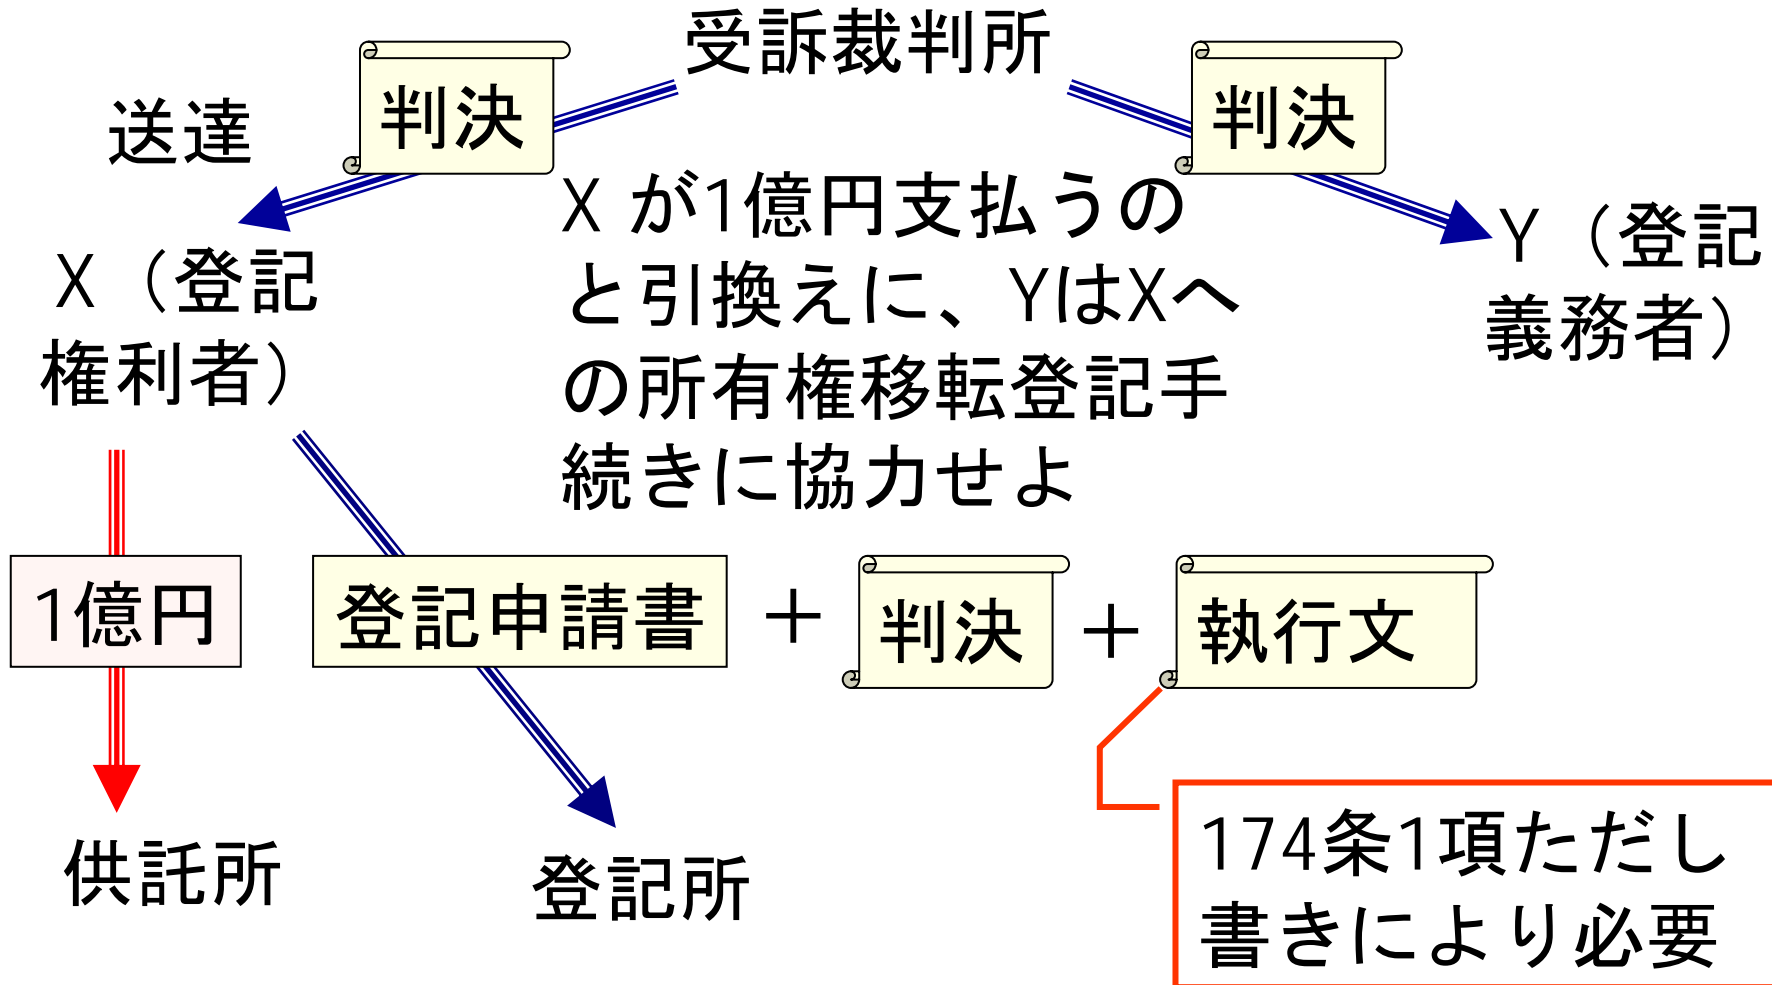 受訴裁判所
判決
判決
送達
X が1億円支払うの
と引換えに、YはXへ
の所有権移転登記手
続きに協力せよ
X（登記
権利者）
Y（登記
義務者）
1億円
登記申請書
＋
判決
＋
執行文
供託所
登記所
174条1項ただし
書きにより必要